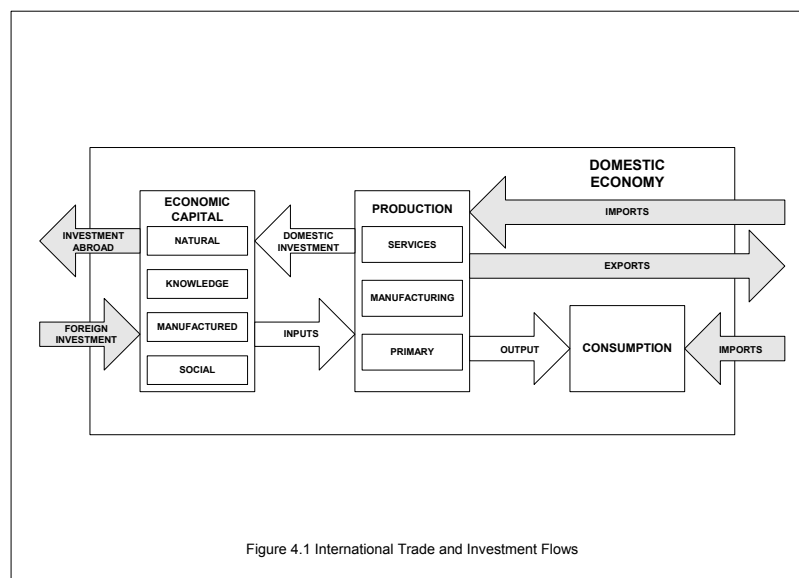 DOMESTIC
ECONOMY
ECONOMIC
CAPITAL
NATURAL
KNOWLEDGE
MANUFACTURED
SOCIAL
INVESTMENT
ABROAD
FOREIGN
INVESTMENT
DOMESTIC
INVESTMENT
INPUTS
PRODUCTION
SERVICES
MANUFACTURING
PRIMARY
IMPORTS
EXPORTS
OUTPUT
CONSUMPTION
IMPORTS
Figure 4.1 International Trade and Investment Flows